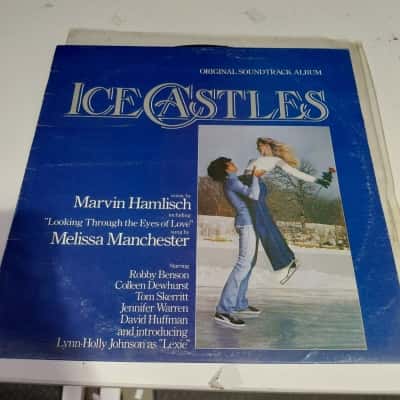 ORIGINAL SOUNDTRACK ALBUM
ICE CASTLES
music by
Marvin Hamlisch
including
"Looking Through the Eyes of Love"
sung by
Melissa Manchester
Starring
Robby Benson
Colleen Dewhurst
Tom Skerritt
Jennifer Warren
David Huffman
and introducing
Lynn-Holly Johnson as "Lexie"